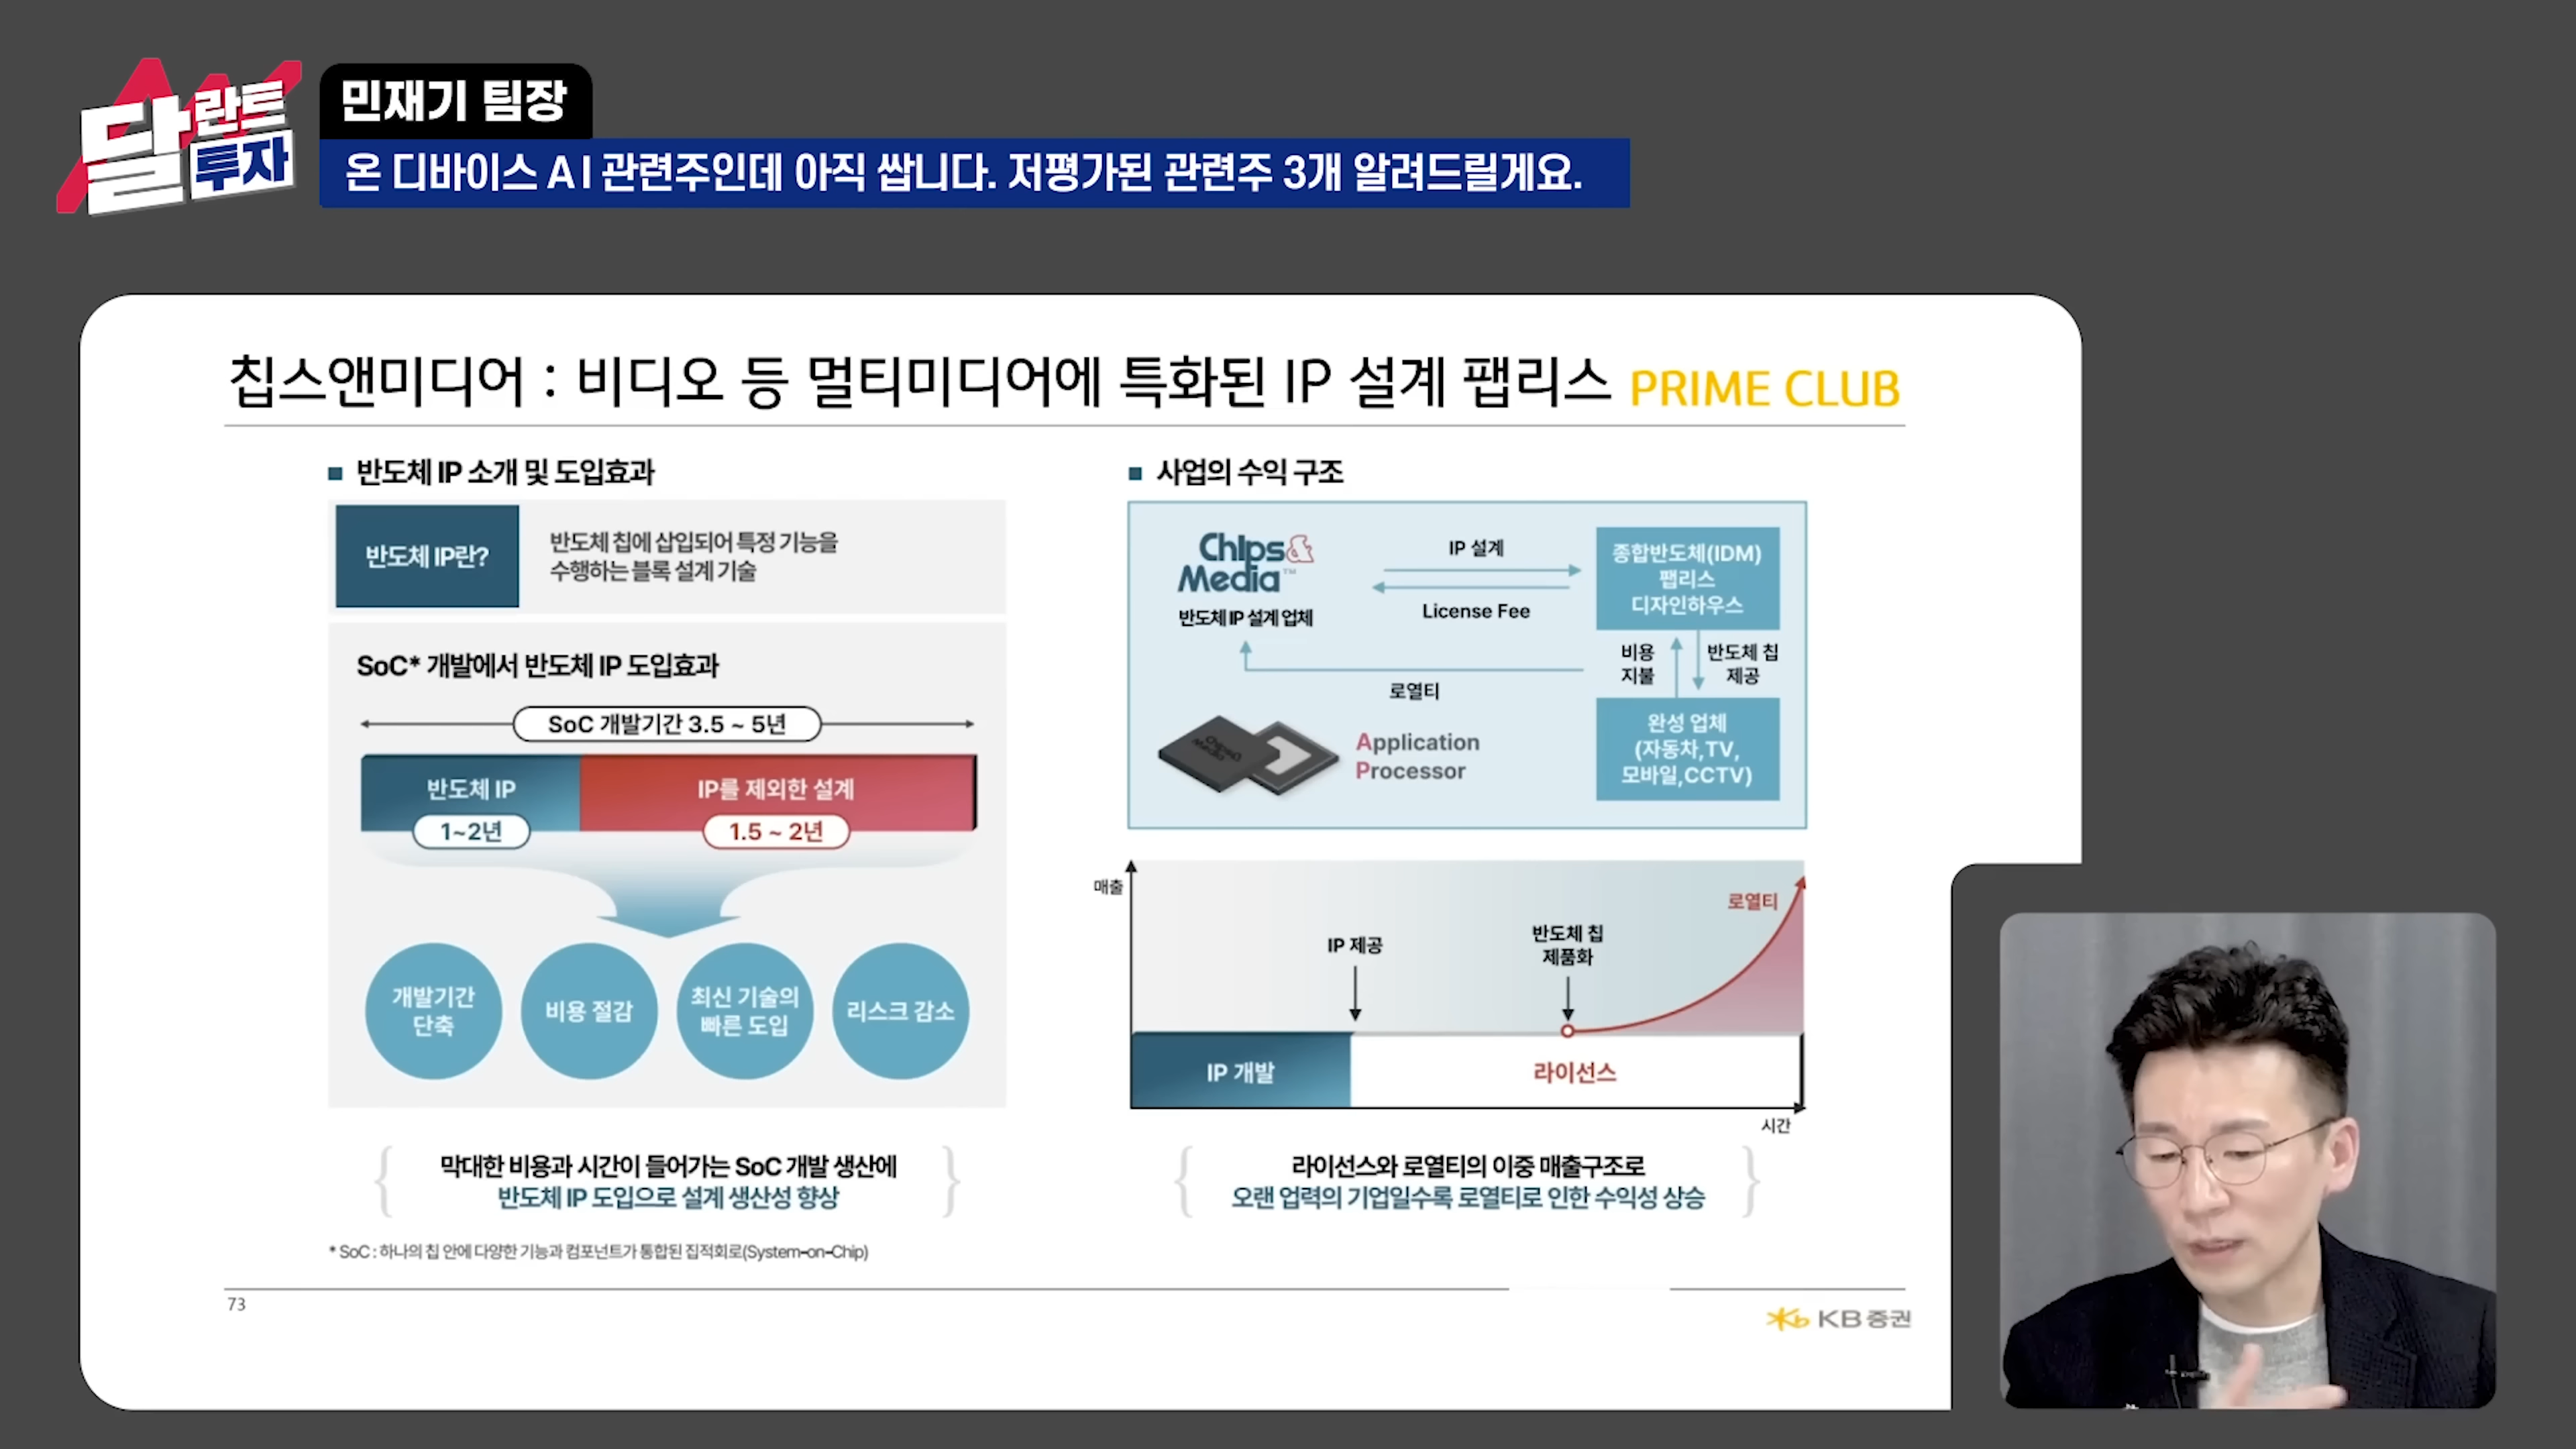 달란트
투자
민재기 팀장
온 디바이스 AI 관련주인데 아직 쌉니다. 저평가된 관련주 3개 알려드릴게요.
칩스앤미디어 : 비디오 등 멀티미디어에 특화된 IP 설계 팹리스 PRIME CLUB
반도체 IP 소개 및 도입효과
반도체 IP란?
반도체 칩에 삽입되어 특정 기능을
수행하는 블록 설계 기술
SoC* 개발에서 반도체 IP 도입효과
SoC 개발기간 3.5 ~ 5년
반도체 IP
IP를 제외한 설계
1~2년
1.5 ~ 2년
개발기간
단축
비용 절감
최신 기술의
빠른 도입
리스크 감소
막대한 비용과 시간이 들어가는 SoC 개발 생산에
반도체 IP 도입으로 설계 생산성 향상
* SoC : 하나의 칩 안에 다양한 기능과 컴포넌트가 통합된 집적회로(System-on-Chip)
사업의 수익 구조
Chips&
Media™
반도체 IP 설계 업체
IP 설계
License Fee
종합반도체(IDM)
팹리스
디자인하우스
비용
지불
반도체 칩
제공
로열티
Chips&
Media
Application
Processor
완성 업체
(자동차,TV,
모바일,CCTV)
매출
로열티
IP 제공
반도체 칩
제품화
IP 개발
라이선스
시간
라이선스와 로열티의 이중 매출구조로
오랜 업력의 기업일수록 로열티로 인한 수익성 상승
73
KB 증권